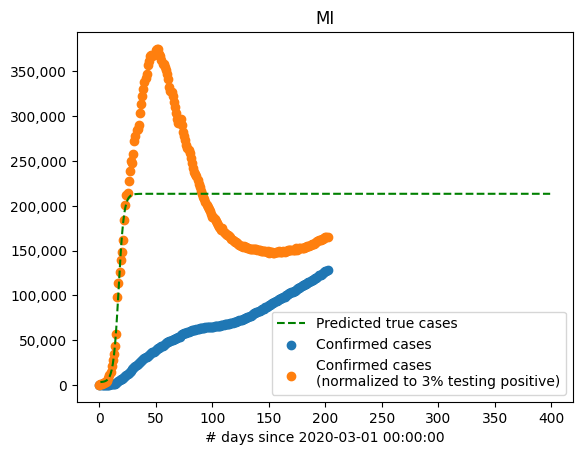 MI
350,000
300,000
250,000
200,000
150,000
100,000
50,000
0
Predicted true cases
Confirmed cases
Confirmed cases
(normalized to 3% testing positive)
0 50 100 150 200 250 300 350 400
# days since 2020-03-01 00:00:00